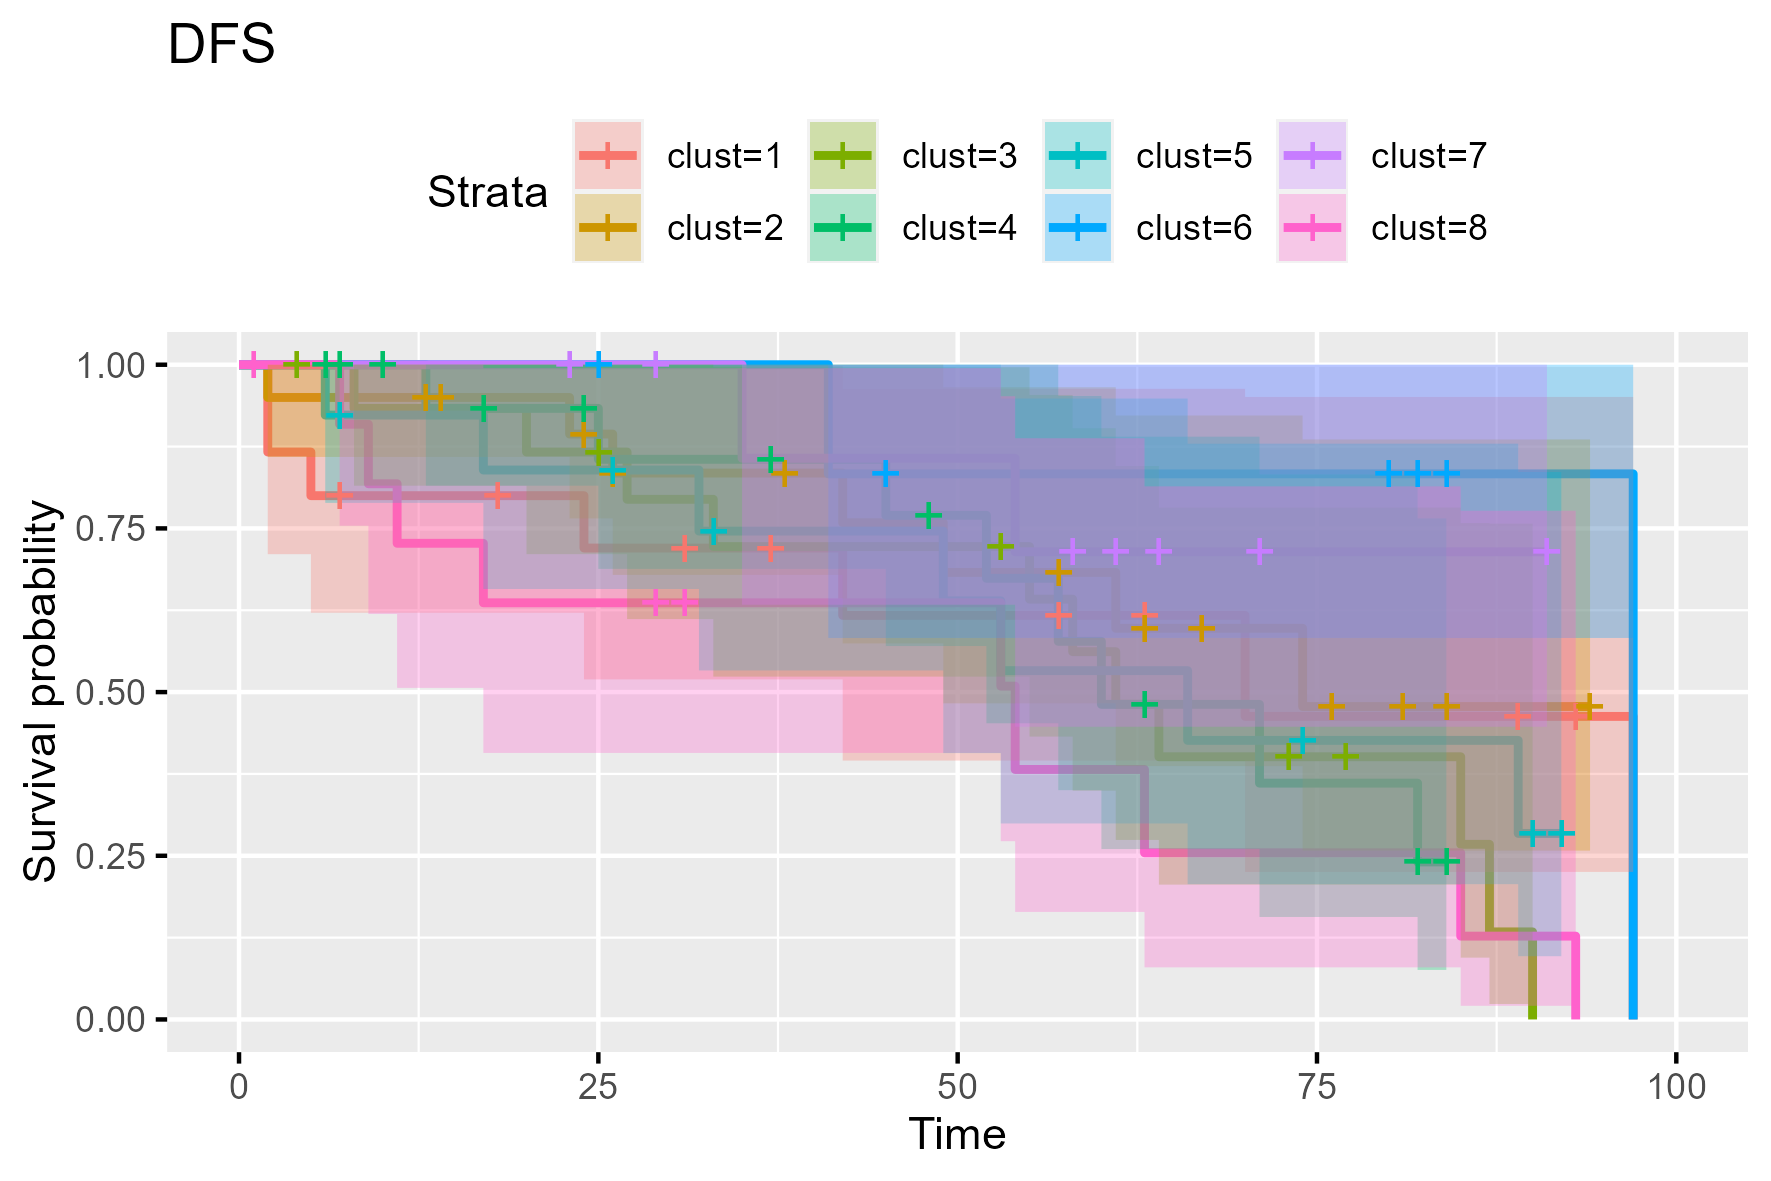 DFS
Strata
clust=1 clust=3 clust=5 clust=7
clust=2 clust=4 clust=6 clust=8
Survival probability
1.00
0.75
0.50
0.25
0.00
0 25 50 75 100
Time